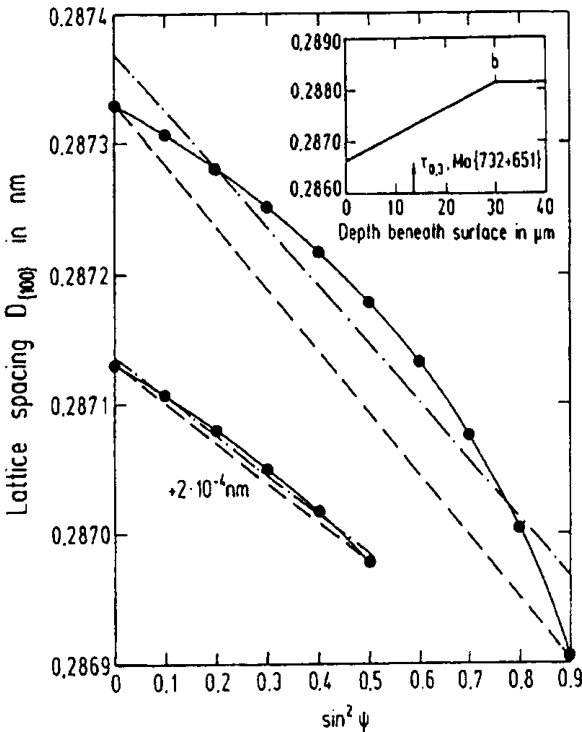 0,2874
0,2873
0,2872
0,2871
0,2870
0,2869
Lattice spacing D{100} in nm
0 0,1 0,2 0,3 0,4 0,5 0,6 0,7 0,8 0,9
sin² ψ
+2·10⁻⁴nm
0,2890
0,2880
0,2870
0,2860
b
τ0,3, Mo{732+651}
0 10 20 30 40
Depth beneath surface in μm